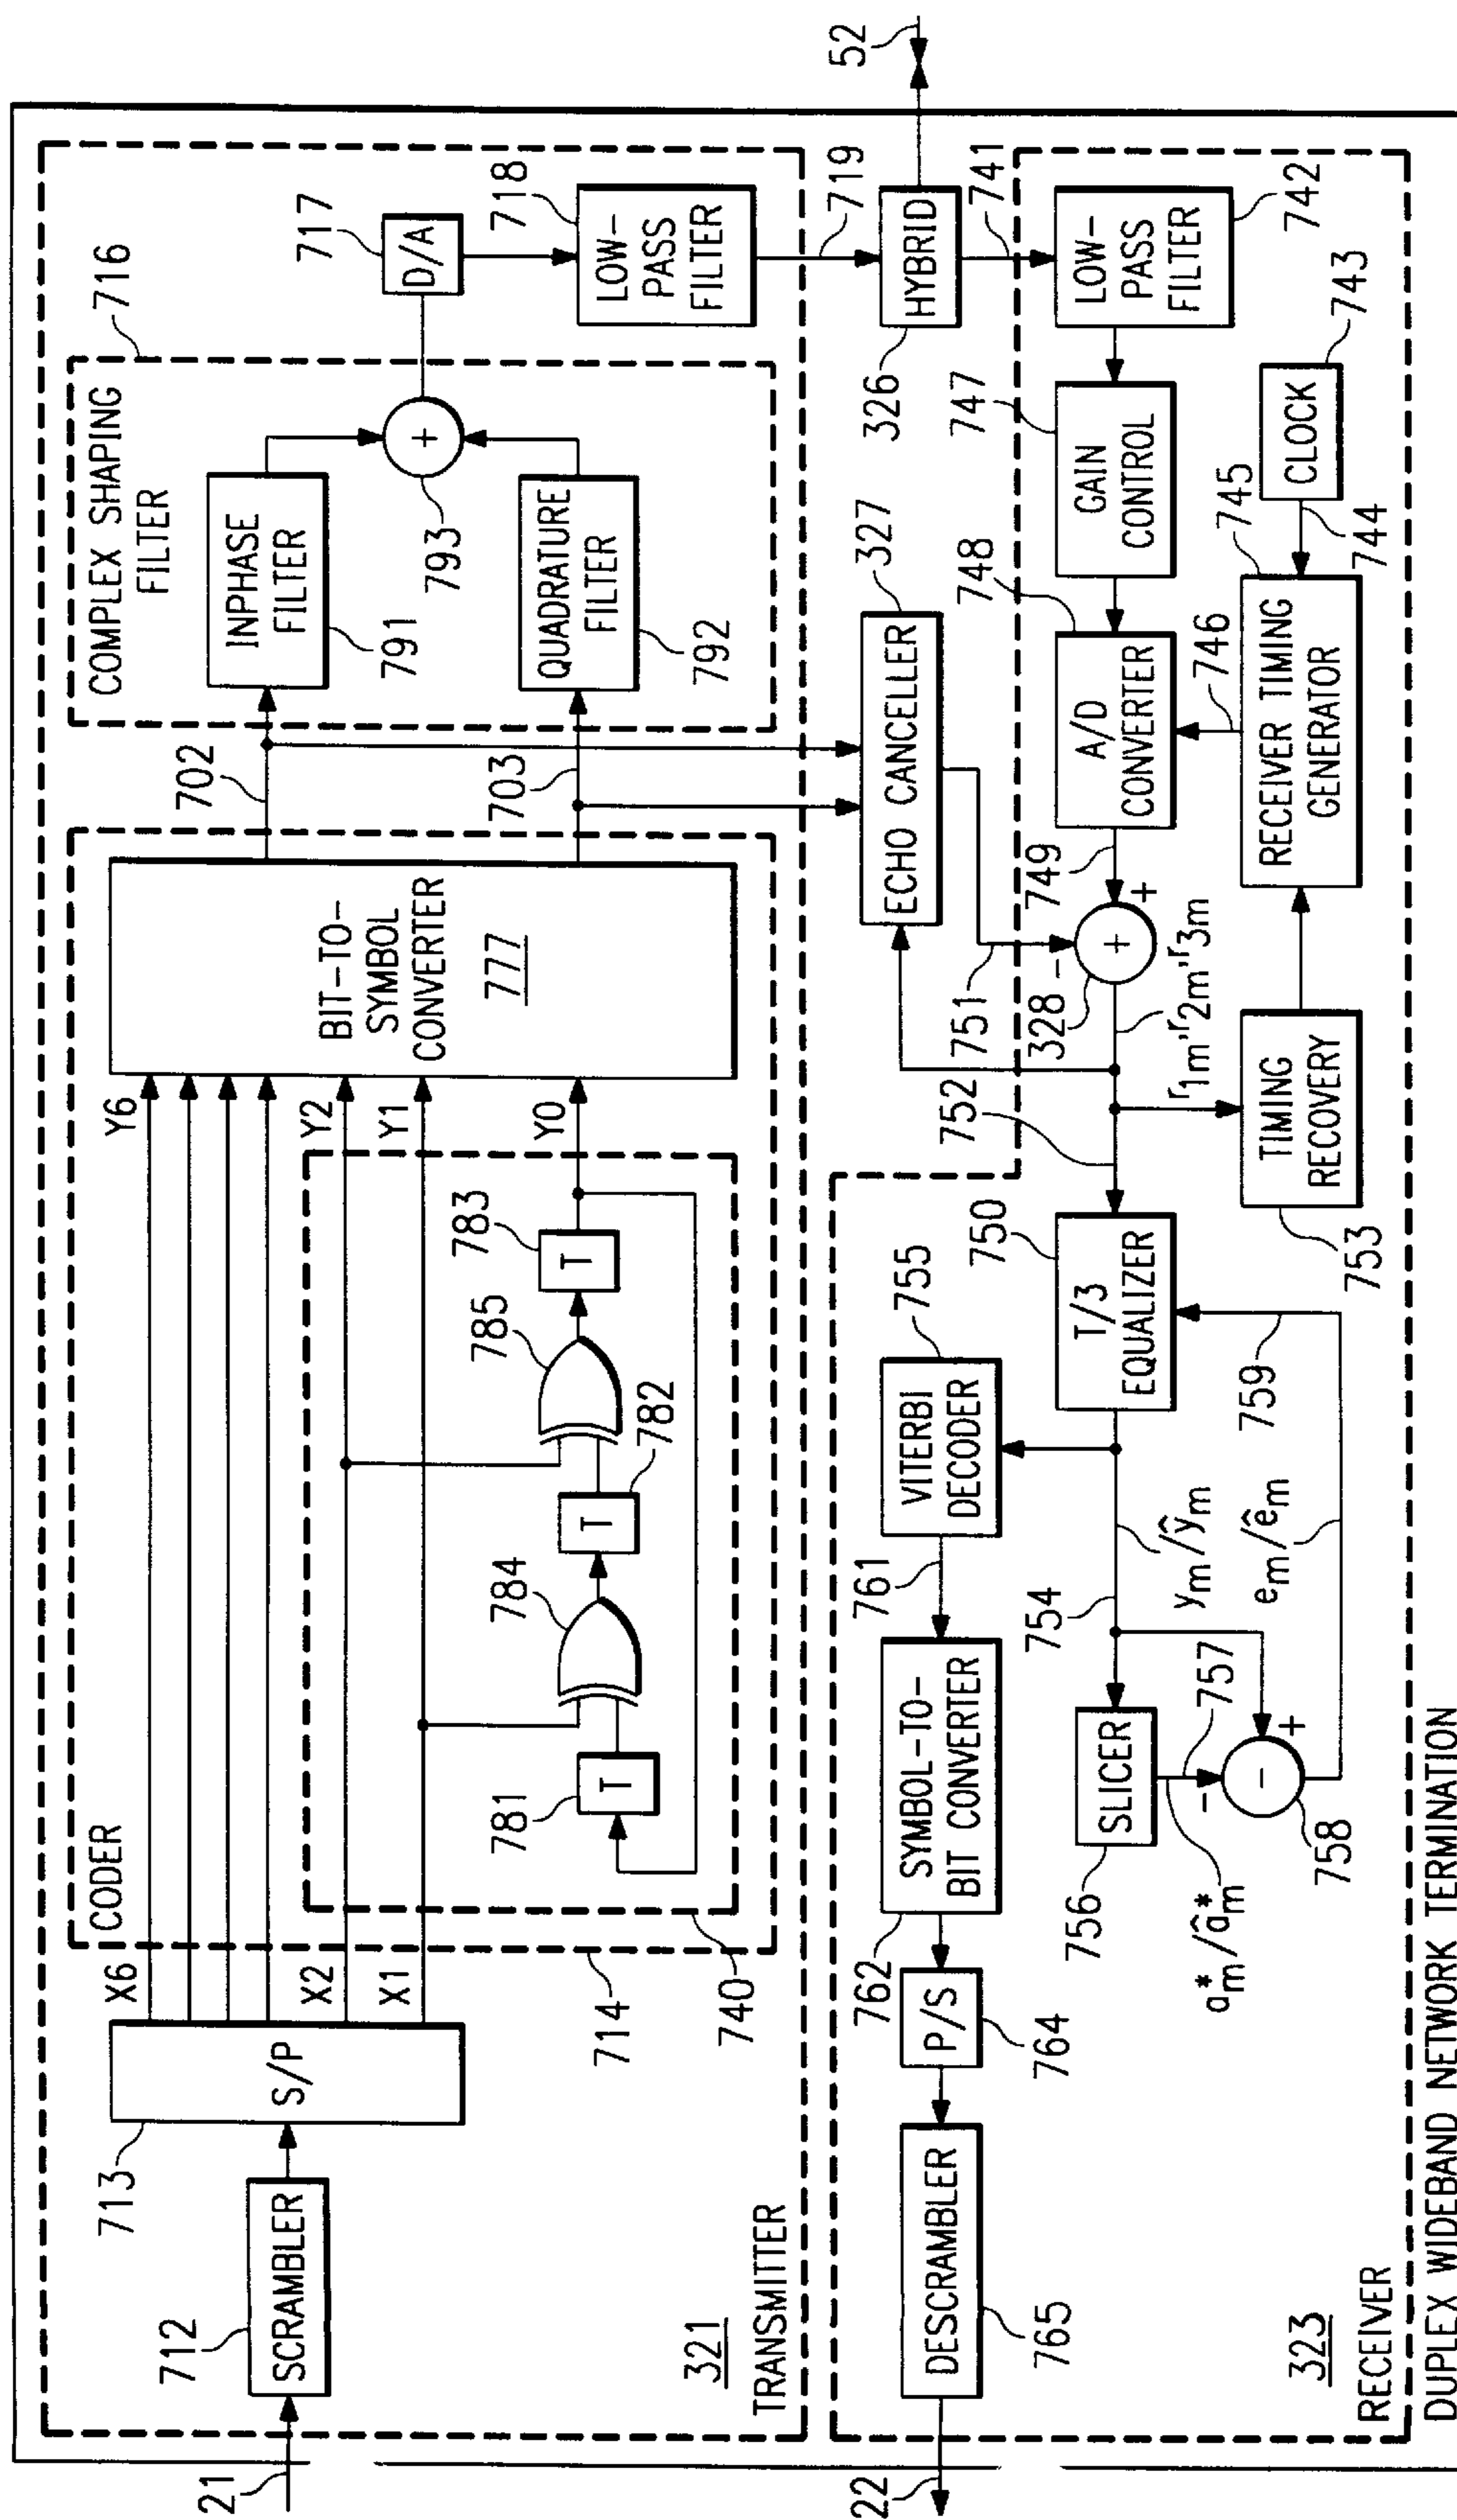 21
712
SCRAMBLER
713
S/P
X6
X2
X1
714
740
CODER
781
T
784
782
T
785
783
T
Y6
Y2
Y1
Y0
BIT-TO-
SYMBOL
CONVERTER
777
702
703
COMPLEX SHAPING
FILTER
716
INPHASE
FILTER
791
793
+
QUADRATURE
FILTER
792
717
D/A
718
LOW-
PASS
FILTER
719
321
TRANSMITTER
326
HYBRID
52
741
327
ECHO CANCELLER
LOW-
PASS
FILTER
742
747
GAIN
CONTROL
748
A/D
CONVERTER
746
745
RECEIVER TIMING
GENERATOR
744
743
CLOCK
749
+
+
328
-
751
r1m,r2m,r3m
752
TIMING
RECOVERY
753
750
T/3
EQUALIZER
759
755
VITERBI
DECODER
761
754
ym/ŷm
em/êm
SYMBOL-TO-
BIT CONVERTER
762
756
SLICER
757
-
+
-
758
a*m/â*m
P/S
764
DESCRAMBLER
765
22
323
RECEIVER
DUPLEX WIDEBAND NETWORK TERMINATION